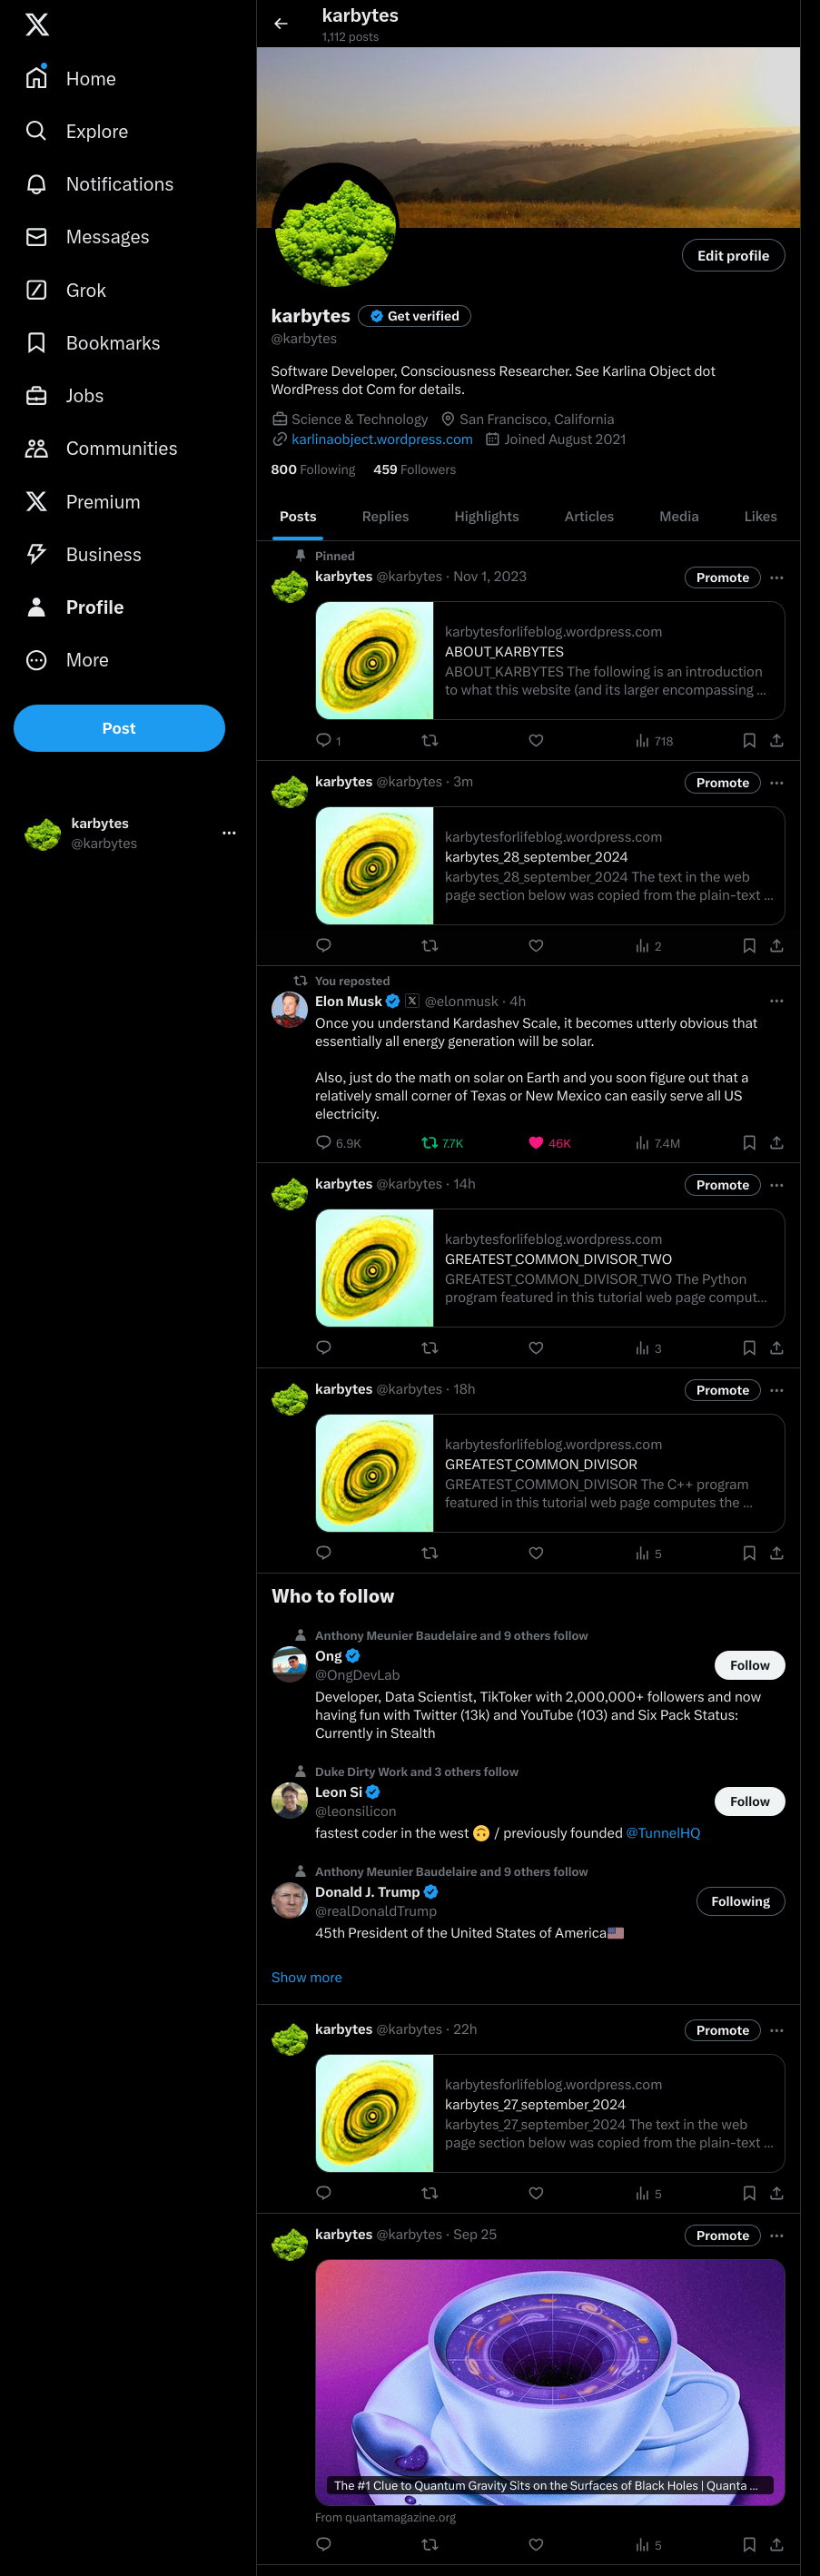 karbytes
1,112 posts
Home
Explore
Notifications
Messages
Grok
Bookmarks
Jobs
Communities
Premium
Business
Profile
More
Post
karbytes
@karbytes
Edit profile
karbytes Get verified
@karbytes
Software Developer, Consciousness Researcher. See Karlina Object dot
WordPress dot Com for details.
Science & Technology San Francisco, California
karlinaobject.wordpress.com Joined August 2021
800 Following 459 Followers
Posts Replies Highlights Articles Media Likes
Pinned
karbytes @karbytes · Nov 1, 2023 Promote
karbytesforlifeblog.wordpress.com
ABOUT_KARBYTES
ABOUT_KARBYTES The following is an introduction
to what this website (and its larger encompassing ...
1 718
karbytes @karbytes · 3m Promote
karbytesforlifeblog.wordpress.com
karbytes_28_september_2024
karbytes_28_september_2024 The text in the web
page section below was copied from the plain-text ...
2
You reposted
Elon Musk X @elonmusk · 4h
Once you understand Kardashev Scale, it becomes utterly obvious that
essentially all energy generation will be solar.
Also, just do the math on solar on Earth and you soon figure out that a
relatively small corner of Texas or New Mexico can easily serve all US
electricity.
6.9K 7.7K 46K 7.4M
karbytes @karbytes · 14h Promote
karbytesforlifeblog.wordpress.com
GREATEST_COMMON_DIVISOR_TWO
GREATEST_COMMON_DIVISOR_TWO The Python
program featured in this tutorial web page comput...
3
karbytes @karbytes · 18h Promote
karbytesforlifeblog.wordpress.com
GREATEST_COMMON_DIVISOR
GREATEST_COMMON_DIVISOR The C++ program
featured in this tutorial web page computes the ...
5
Who to follow
Anthony Meunier Baudelaire and 9 others follow
Ong
@OngDevLab
Follow
Developer, Data Scientist, TikToker with 2,000,000+ followers and now
having fun with Twitter (13k) and YouTube (103) and Six Pack Status:
Currently in Stealth
Duke Dirty Work and 3 others follow
Leon Si
@leonsilicon
Follow
fastest coder in the west 🙃 / previously founded @TunnelHQ
Anthony Meunier Baudelaire and 9 others follow
Donald J. Trump
@realDonaldTrump
Following
45th President of the United States of America🇺🇸
Show more
karbytes @karbytes · 22h Promote
karbytesforlifeblog.wordpress.com
karbytes_27_september_2024
karbytes_27_september_2024 The text in the web
page section below was copied from the plain-text ...
5
karbytes @karbytes · Sep 25 Promote
The #1 Clue to Quantum Gravity Sits on the Surfaces of Black Holes | Quanta ...
From quantamagazine.org
5